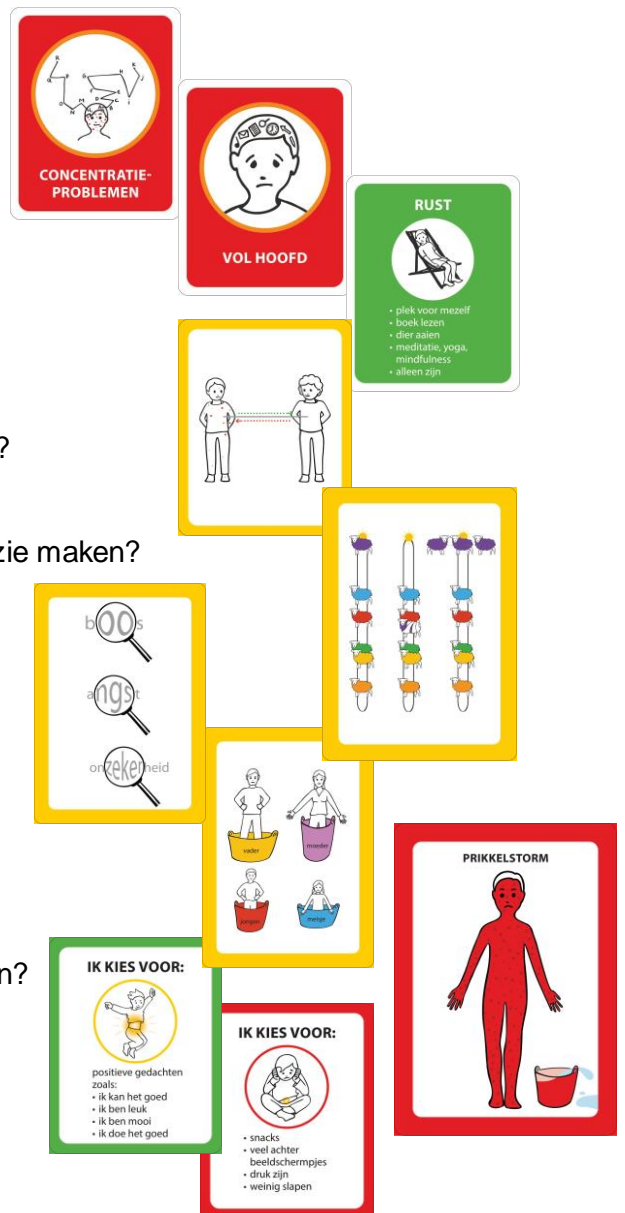 CONCENTRATIE-
PROBLEMEN
VOL HOOFD
RUST
• plek voor mezelf
• boek lezen
• dier aaien
• meditatie, yoga,
mindfulness
• alleen zijn
?
zie maken?
boos
angst
onzekerheid
vader
moeder
jongen
meisje
PRIKKELSTORM
n?
IK KIES VOOR:
positieve gedachten
zoals:
• ik kan het goed
• ik ben leuk
• ik ben mooi
• ik doe het goed
IK KIES VOOR:
• snacks
• veel achter
beeldschermpjes
• druk zijn
• weinig slapen